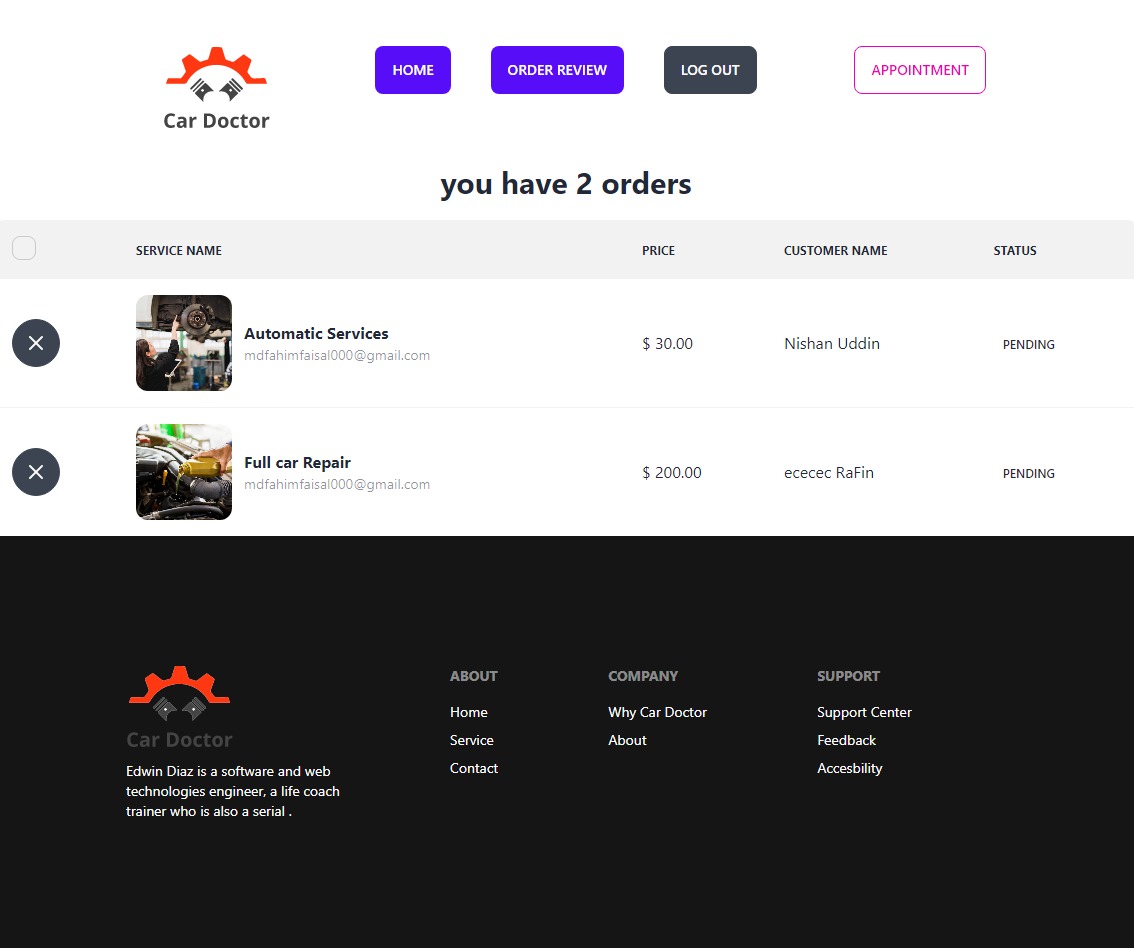 Car Doctor
HOME
ORDER REVIEW
LOG OUT
APPOINTMENT
you have 2 orders
SERVICE NAME
PRICE
CUSTOMER NAME
STATUS
Automatic Services
mdfahimfaisal000@gmail.com
$ 30.00
Nishan Uddin
PENDING
Full car Repair
mdfahimfaisal000@gmail.com
$ 200.00
ececec RaFin
PENDING
Car Doctor
Edwin Diaz is a software and web
technologies engineer, a life coach
trainer who is also a serial .
ABOUT
Home
Service
Contact
COMPANY
Why Car Doctor
About
SUPPORT
Support Center
Feedback
Accesbility